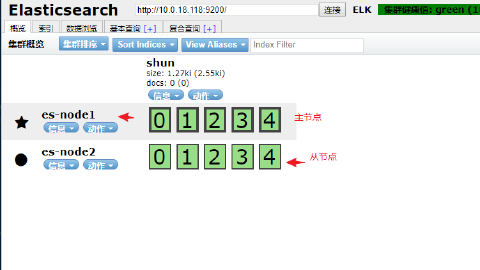 Elasticsearch
http://10.0.18.118:9200/
连接
ELK
集群健康值: green (1
概览
索引
数据浏览
基本查询 [+]
复合查询 [+]
集群概览
集群排序
Sort Indices
View Aliases
Index Filter
shun
size: 1.27ki (2.55ki)
docs: 0 (0)
信息
动作
es-node1
信息
动作
0 1 2 3 4
主节点
es-node2
信息
动作
0 1 2 3 4
从节点